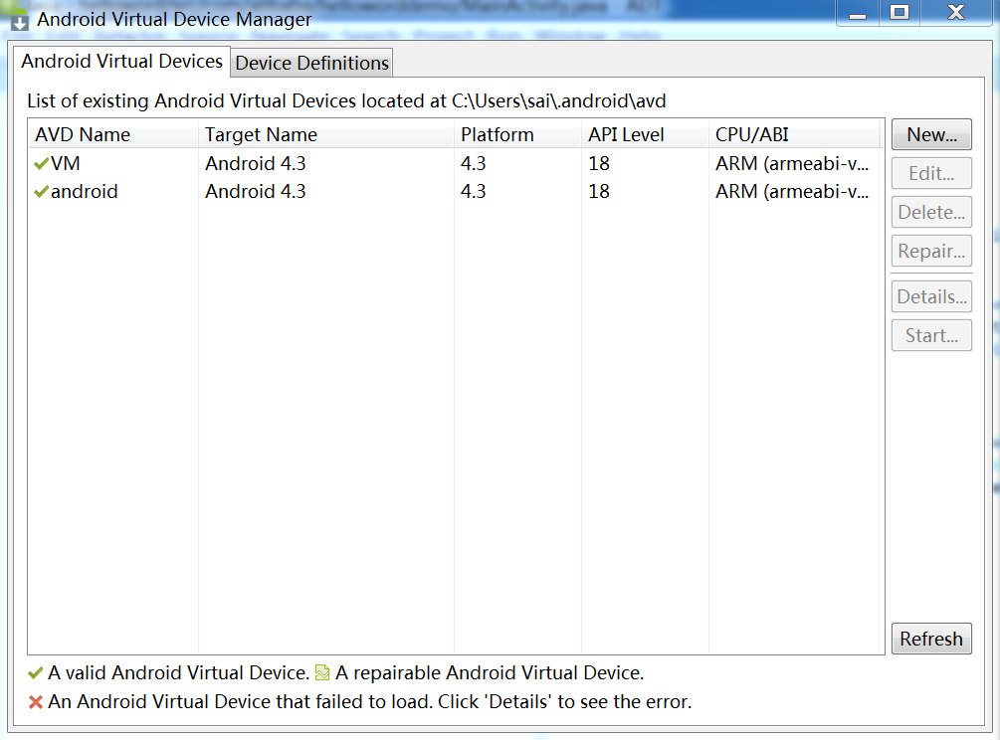 Android Virtual Device Manager
Android Virtual Devices Device Definitions
List of existing Android Virtual Devices located at C:\Users\sai\.android\avd
AVD Name Target Name Platform API Level CPU/ABI
VM Android 4.3 4.3 18 ARM (armeabi-v...
android Android 4.3 4.3 18 ARM (armeabi-v...
New...
Edit...
Delete...
Repair...
Details...
Start...
Refresh
A valid Android Virtual Device. A repairable Android Virtual Device.
An Android Virtual Device that failed to load. Click 'Details' to see the error.